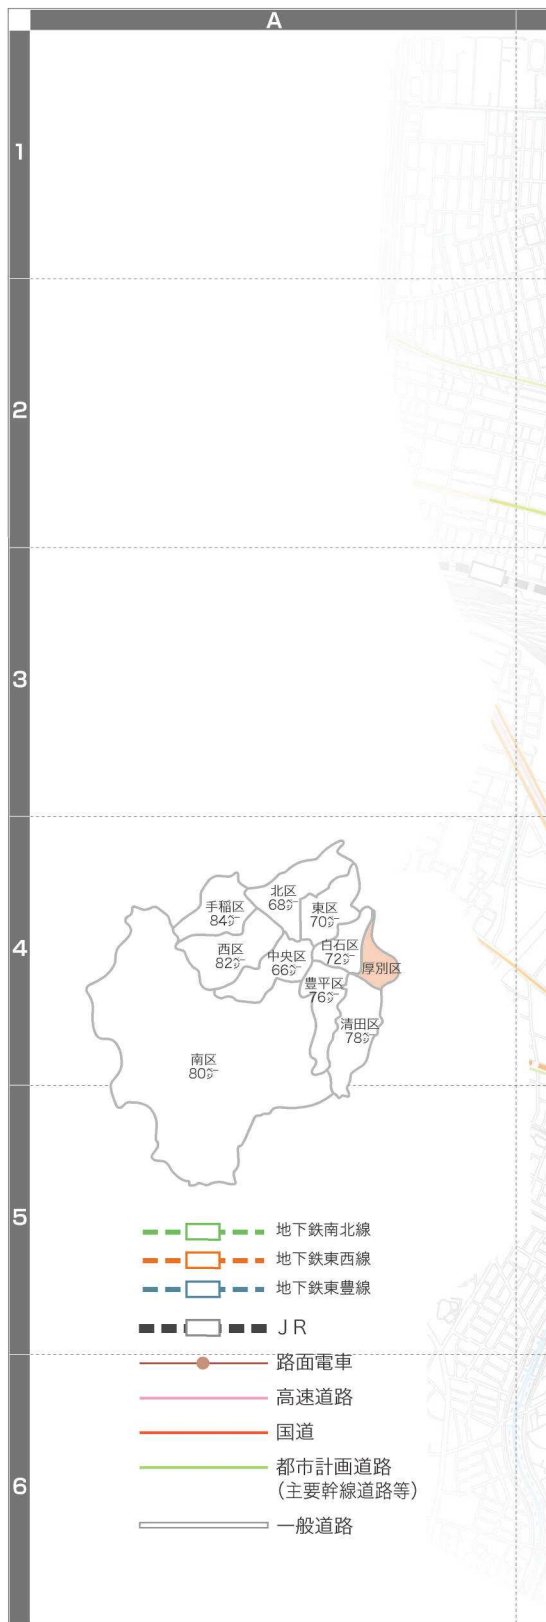 A
1
2
3
4
5
6
北区
68㌻
手稲区
84㌻
東区
70㌻
西区
82㌻
中央区
66㌻
白石区
72㌻
厚別区
豊平区
76㌻
清田区
78㌻
南区
80㌻
地下鉄南北線
地下鉄東西線
地下鉄東豊線
ＪＲ
路面電車
高速道路
国道
都市計画道路
（主要幹線道路等）
一般道路